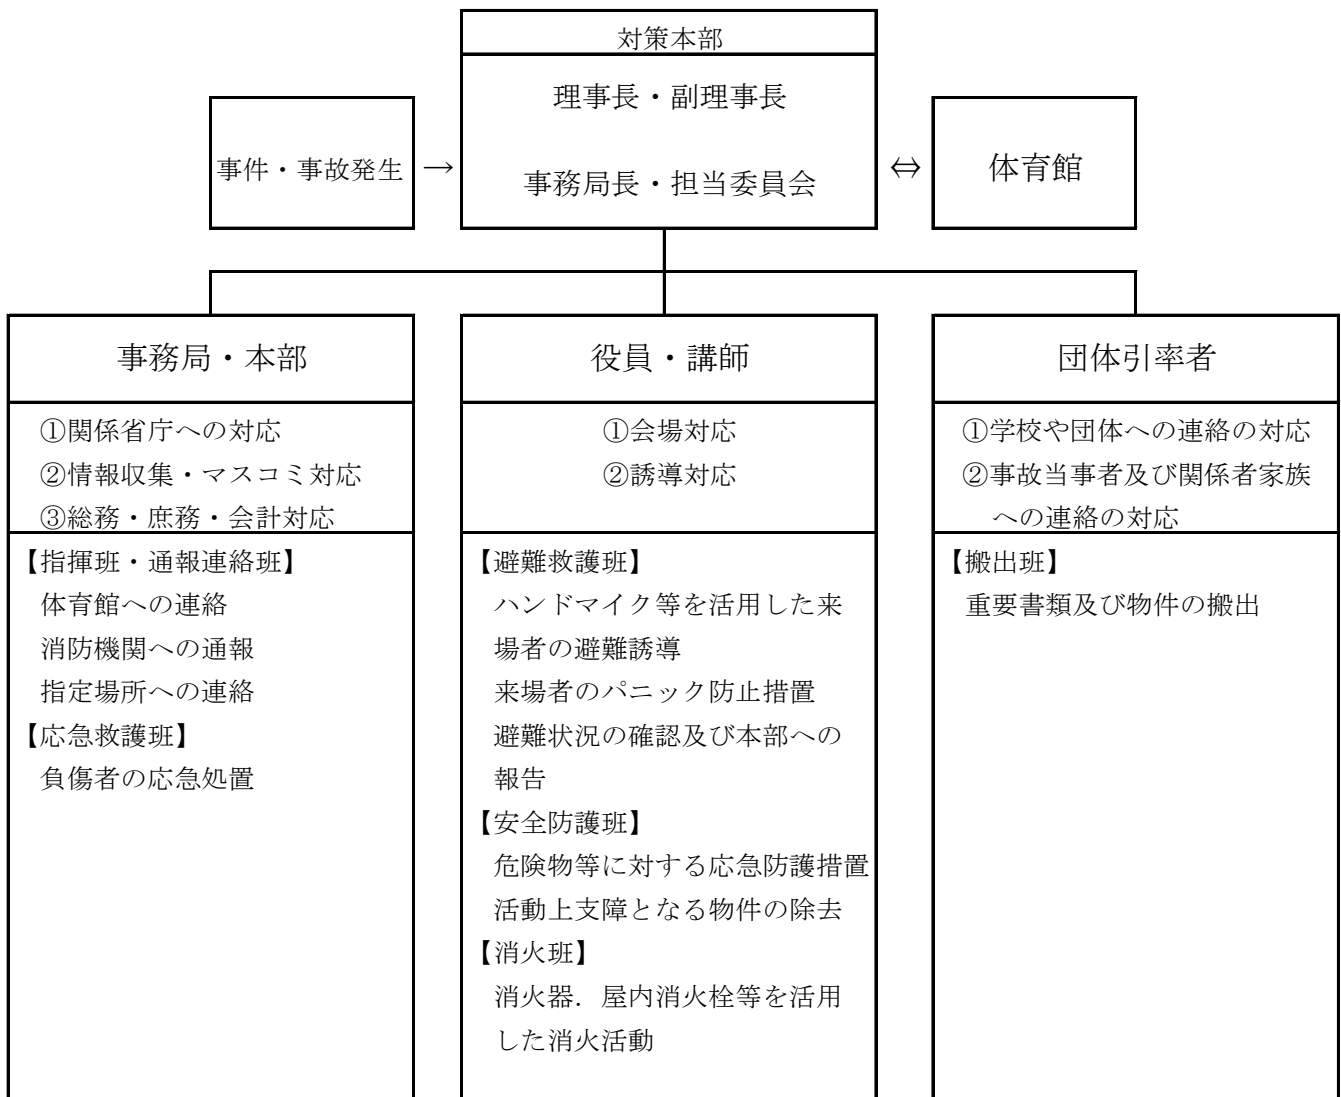 対策本部
理事長・副理事長
事件・事故発生 → 事務局長・担当委員会 ⇔ 体育館
事務局・本部
①関係省庁への対応
②情報収集・マスコミ対応
③総務・庶務・会計対応
【指揮班・通報連絡班】
体育館への連絡
消防機関への通報
指定場所への連絡
【応急救護班】
負傷者の応急処置
役員・講師
①会場対応
②誘導対応
【避難救護班】
ハンドマイク等を活用した来
場者の避難誘導
来場者のパニック防止措置
避難状況の確認及び本部への
報告
【安全防護班】
危険物等に対する応急防護措置
活動上支障となる物件の除去
【消火班】
消火器．屋内消火栓等を活用
した消火活動
団体引率者
①学校や団体への連絡の対応
②事故当事者及び関係者家族
への連絡の対応
【搬出班】
重要書類及び物件の搬出